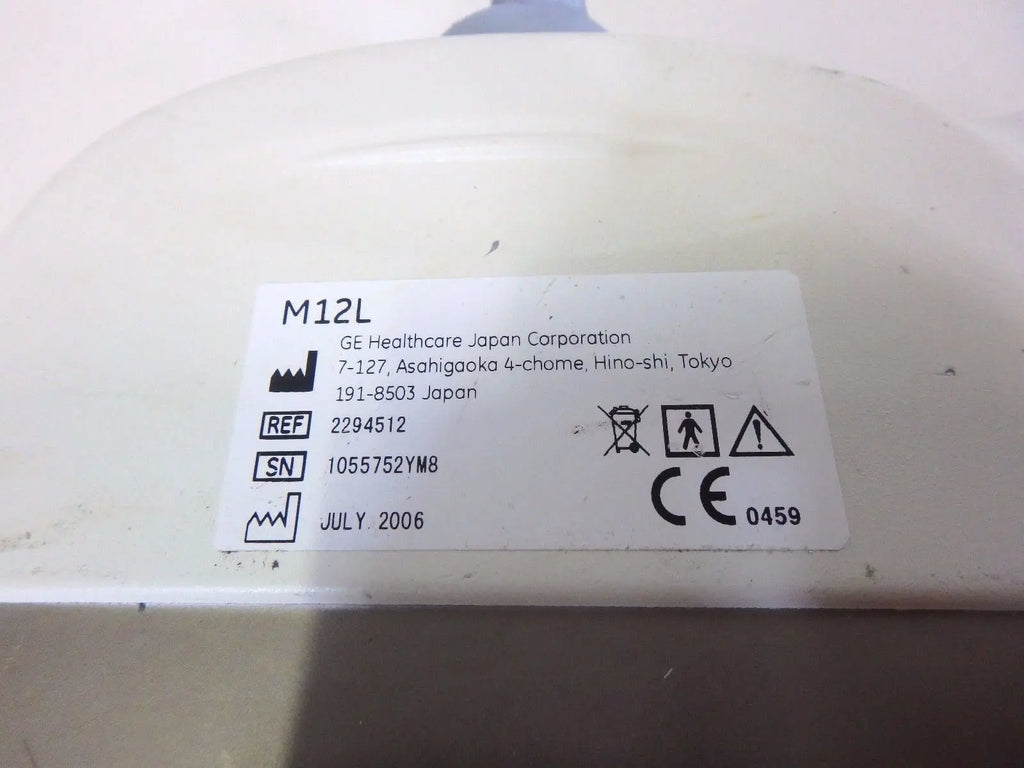 M12L
GE Healthcare Japan Corporation
7-127, Asahigaoka 4-chome, Hino-shi, Tokyo
191-8503 Japan
REF 2294512
SN 1055752YM8
JULY. 2006
CE 0459